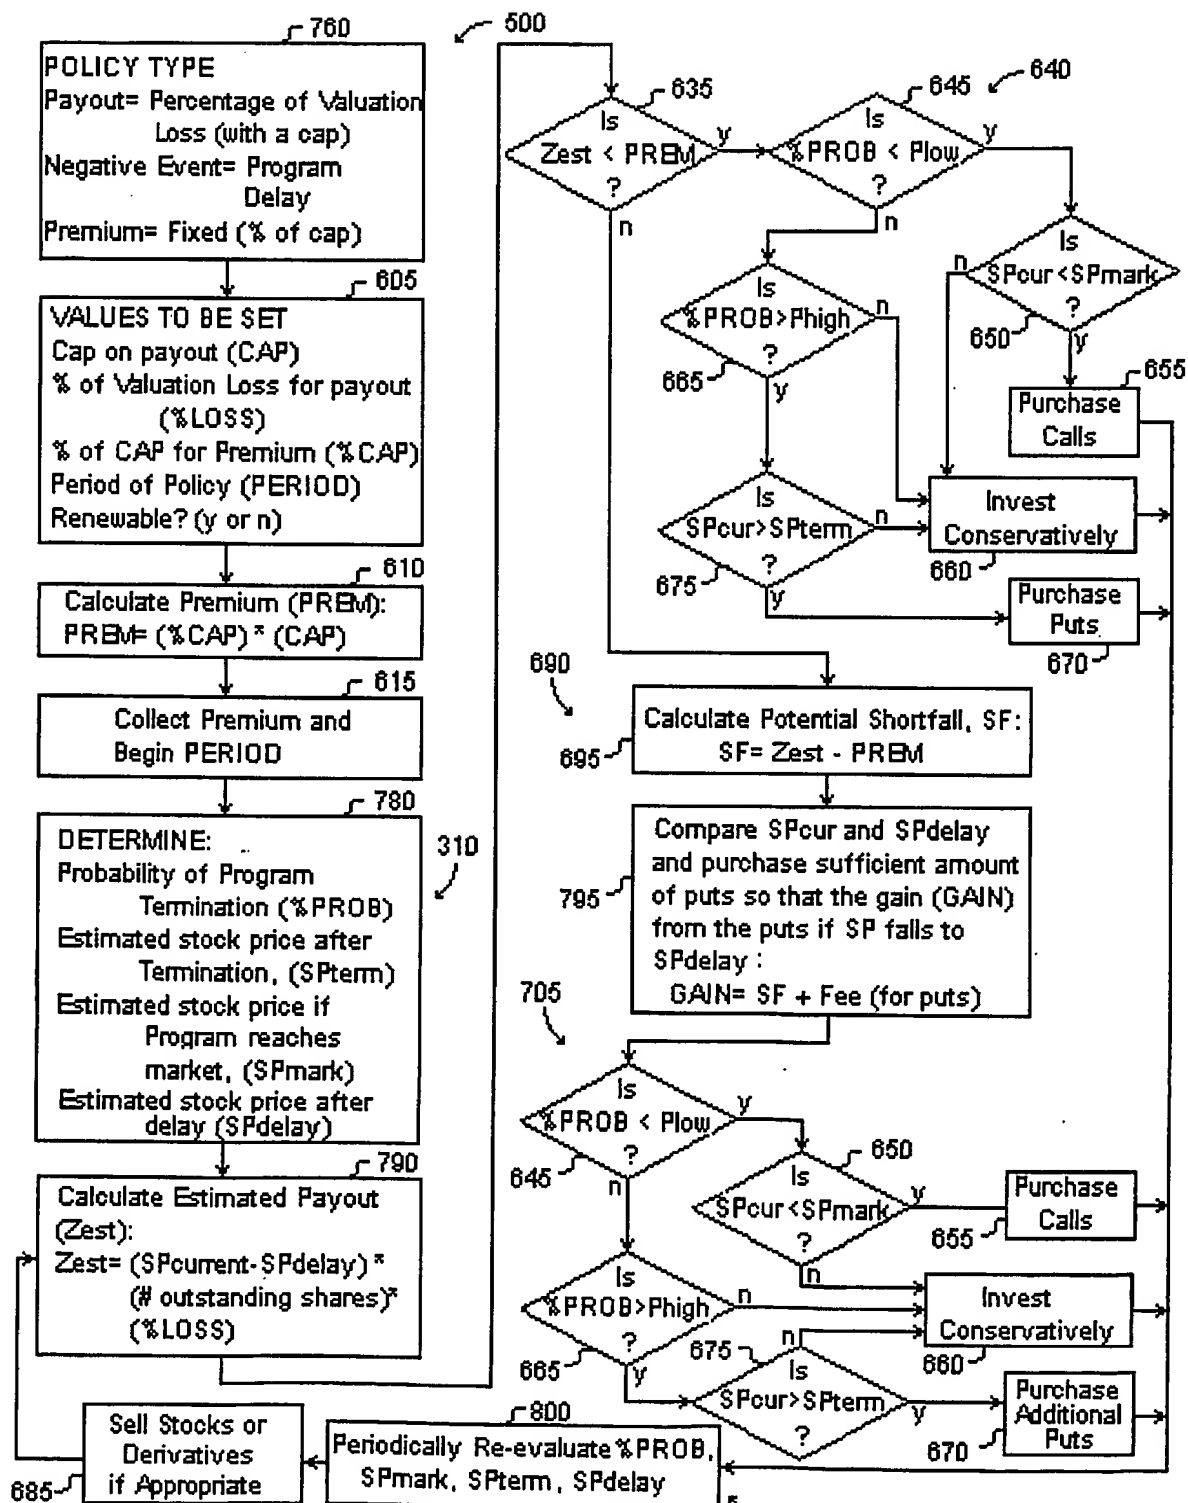 760
500
POLICY TYPE
Payout= Percentage of Valuation
Loss (with a cap)
Negative Event= Program
Delay
Premium= Fixed (% of cap)
605
VALUES TO BE SET
Cap on payout (CAP)
% of Valuation Loss for payout
(%LOSS)
% of CAP for Premium (%CAP)
Period of Policy (PERIOD)
Renewable? (y or n)
610
Calculate Premium (PREM):
PREM= (%CAP)* (CAP)
615
Collect Premium and
Begin PERIOD
780
310
DETERMINE:
Probability of Program
Termination (%PROB)
Estimated stock price after
Termination, (SPterm)
Estimated stock price if
Program reaches
market, (SPmark)
Estimated stock price after
delay (SPdelay)
790
Calculate Estimated Payout
(Zest):
Zest= (SPcurrent-SPdelay)*
(# outstanding shares)*
(%LOSS)
635
Is
Zest < PREM
?
y
n
645
640
Is
%PROB < Plow
?
y
n
Is
SPcur<SPmark
?
n
650
y
655
Purchase
Calls
Is
%PROB>Phigh
?
n
665
y
Is
SPcur>SPterm
?
n
675
y
Invest
Conservatively
660
Purchase
Puts
670
690
Calculate Potential Shortfall, SF:
SF= Zest - PREM
695
Compare SPcur and SPdelay
and purchase sufficient amount
of puts so that the gain (GAIN)
from the puts if SP falls to
SPdelay :
GAIN= SF + Fee (for puts)
795
705
Is
%PROB < Plow
?
y
645
n
650
Is
SPcur<SPmark
?
y
n
Purchase
Calls
655
Is
%PROB>Phigh
?
n
665
y
Invest
Conservatively
660
675
n
Is
SPcur>SPterm
?
y
Purchase
Additional
Puts
670
800
Periodically Re-evaluate %PROB,
SPmark, SPterm, SPdelay
Sell Stocks or
Derivatives
if Appropriate
685